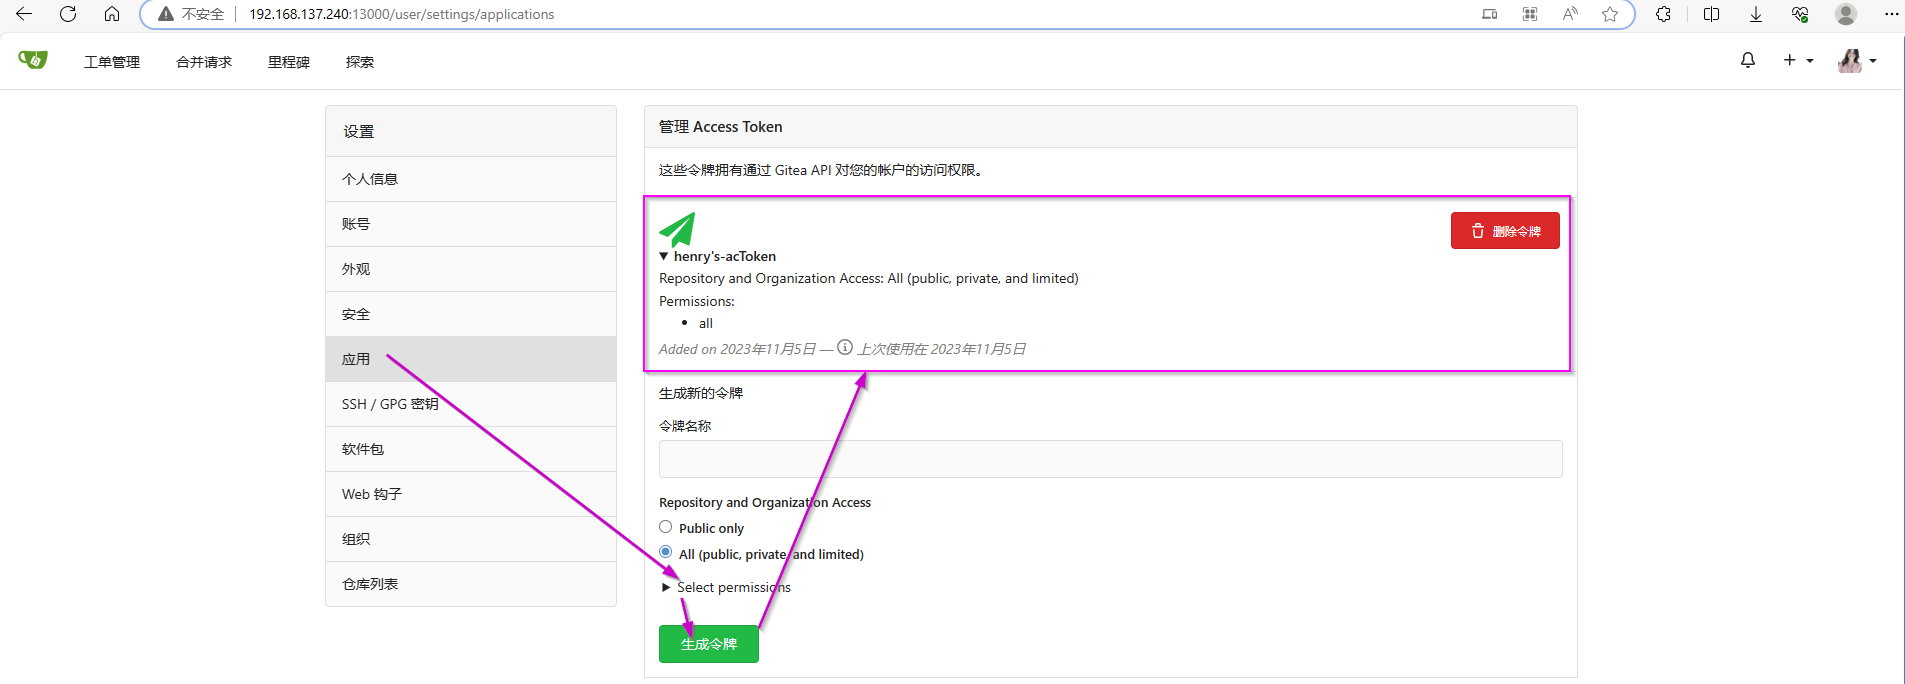 不安全 192.168.137.240:13000/user/settings/applications
工单管理 合并请求 里程碑 探索
设置
个人信息
账号
外观
安全
应用
SSH / GPG 密钥
软件包
Web 钩子
组织
仓库列表
管理 Access Token
这些令牌拥有通过 Gitea API 对您的帐户的访问权限。
删除令牌
henry's-acToken
Repository and Organization Access: All (public, private, and limited)
Permissions:
all
Added on 2023年11月5日 — 上次使用在 2023年11月5日
生成新的令牌
令牌名称
Repository and Organization Access
Public only
All (public, private, and limited)
Select permissions
生成令牌